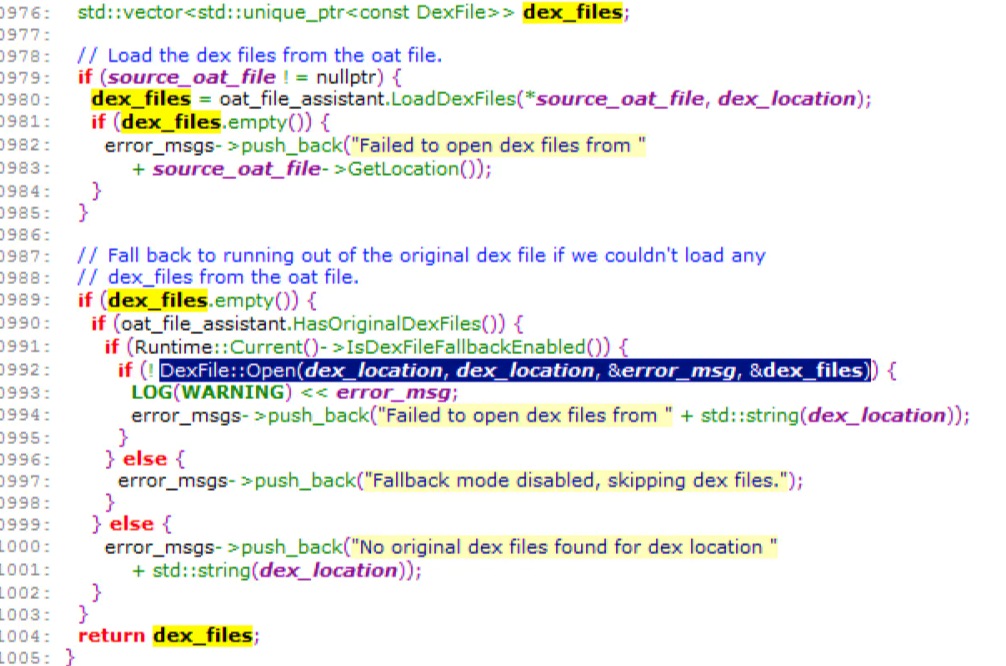 0976:    std::vector<std::unique_ptr<const DexFile>> dex_files;
0977:
0978:    // Load the dex files from the oat file.
0979:    if (source_oat_file != nullptr) {
0980:      dex_files = oat_file_assistant.LoadDexFiles(*source_oat_file, dex_location);
0981:      if (dex_files.empty()) {
0982:        error_msgs->push_back("Failed to open dex files from "
0983:            + source_oat_file->GetLocation());
0984:      }
0985:    }
0986:
0987:    // Fall back to running out of the original dex file if we couldn't load any
0988:    // dex_files from the oat file.
0989:    if (dex_files.empty()) {
0990:      if (oat_file_assistant.HasOriginalDexFiles()) {
0991:        if (Runtime::Current()->IsDexFileFallbackEnabled()) {
0992:          if (!DexFile::Open(dex_location, dex_location, &error_msg, &dex_files)) {
0993:            LOG(WARNING) << error_msg;
0994:            error_msgs->push_back("Failed to open dex files from " + std::string(dex_location));
0995:          }
0996:        } else {
0997:          error_msgs->push_back("Fallback mode disabled, skipping dex files.");
0998:        }
0999:      } else {
1000:        error_msgs->push_back("No original dex files found for dex location "
1001:            + std::string(dex_location));
1002:      }
1003:    }
1004:    return dex_files;
1005: }